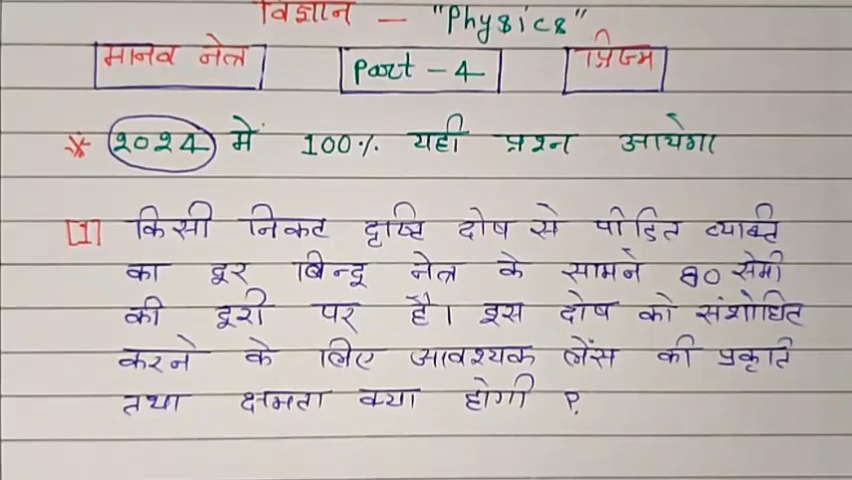 विज्ञान – "Physics"
मानव नेत्र Part - 4 प्रिज्म
* 2024 में 100% यही प्रश्न आयेगा
[1] किसी निकट दृष्टि दोष से पीडित व्यक्ति
का दूर बिन्दू नेत्र के सामने 80 सेमी
की दूरी पर है। इस दोष को संशोधित
करने के लिए आवश्यक लेंस की प्रकृति
तथा क्षमता क्या होगी ?